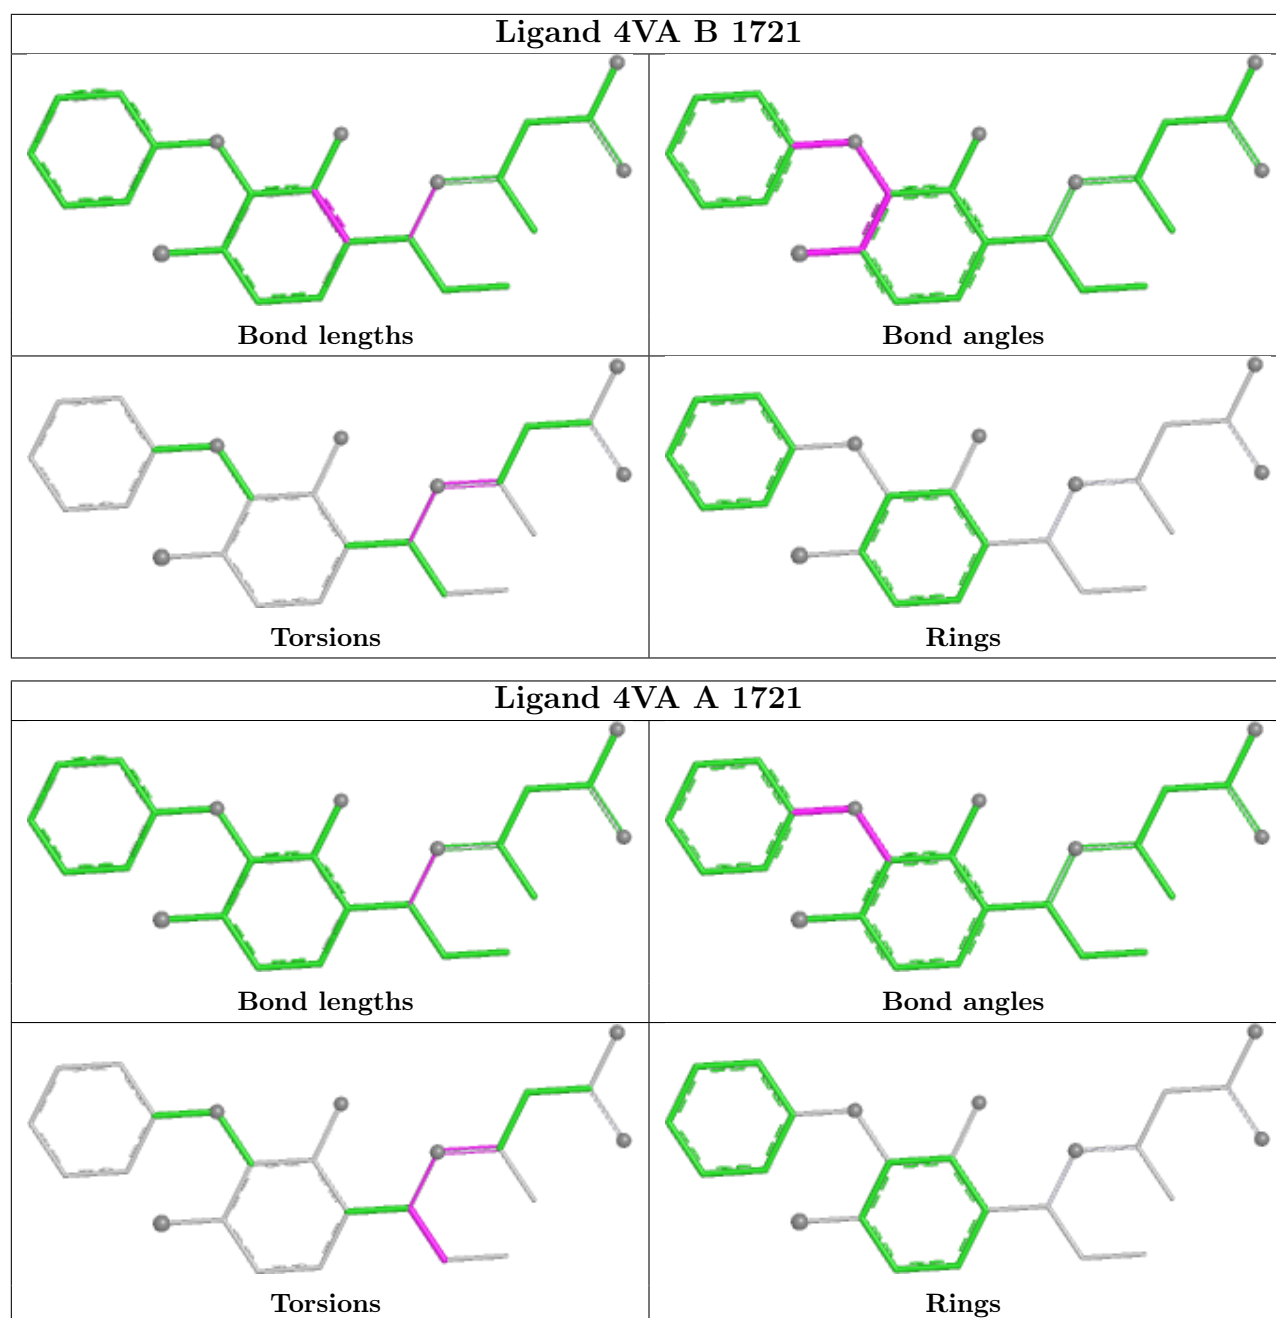 Ligand 4VA B 1721
Bond lengths
Bond angles
Torsions
Rings
Ligand 4VA A 1721
Bond lengths
Bond angles
Torsions
Rings